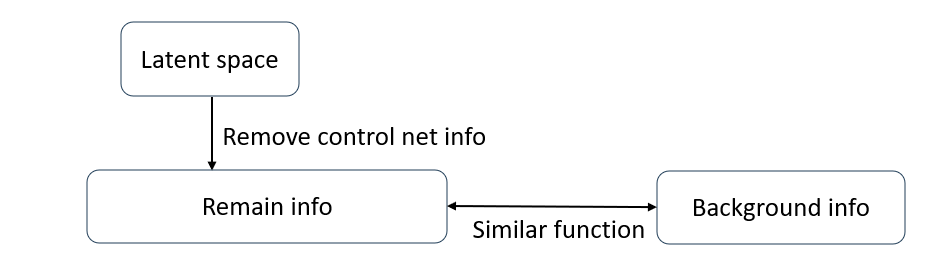 Latent space
Remove control net info
Remain info
Background info
Similar function